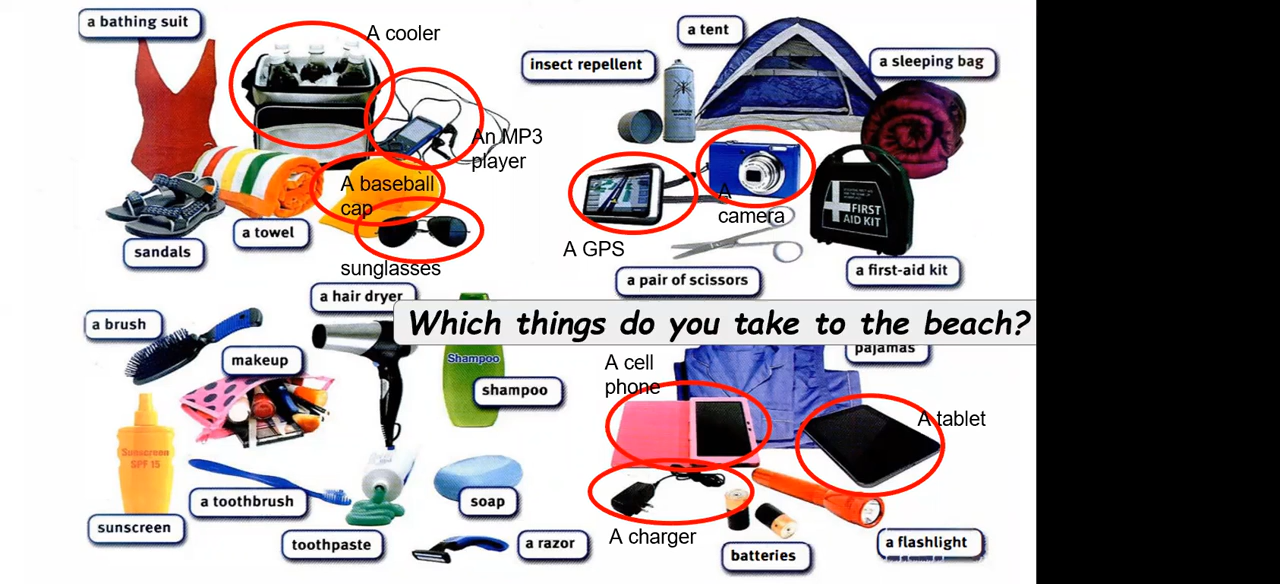 a bathing suit
A cooler
An MP3
player
A baseball
cap
sandals
a towel
sunglasses
a tent
insect repellent
a sleeping bag
A
camera
FIRST
AID KIT
A GPS
a pair of scissors
a first-aid kit
a brush
a hair dryer
Which things do you take to the beach?
makeup
Shampoo
shampoo
Sunscreen
SPF 15
a toothbrush
soap
sunscreen
toothpaste
a razor
pajamas
A cell
phone
A tablet
A charger
batteries
a flashlight